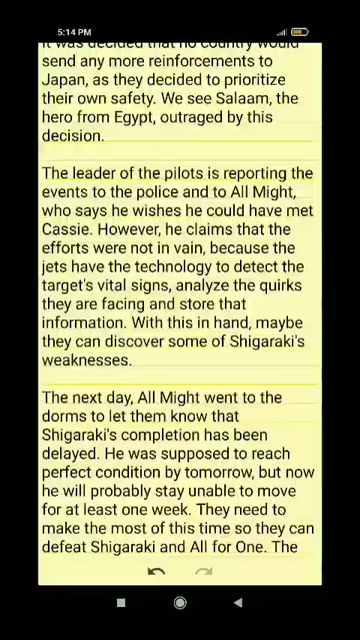 5:14 PM
it was decided that no country would
send any more reinforcements to
Japan, as they decided to prioritize
their own safety. We see Salaam, the
hero from Egypt, outraged by this
decision.
The leader of the pilots is reporting the
events to the police and to All Might,
who says he wishes he could have met
Cassie. However, he claims that the
efforts were not in vain, because the
jets have the technology to detect the
target's vital signs, analyze the quirks
they are facing and store that
information. With this in hand, maybe
they can discover some of Shigaraki's
weaknesses.
The next day, All Might went to the
dorms to let them know that
Shigaraki's completion has been
delayed. He was supposed to reach
perfect condition by tomorrow, but now
he will probably stay unable to move
for at least one week. They need to
make the most of this time so they can
defeat Shigaraki and All for One. The